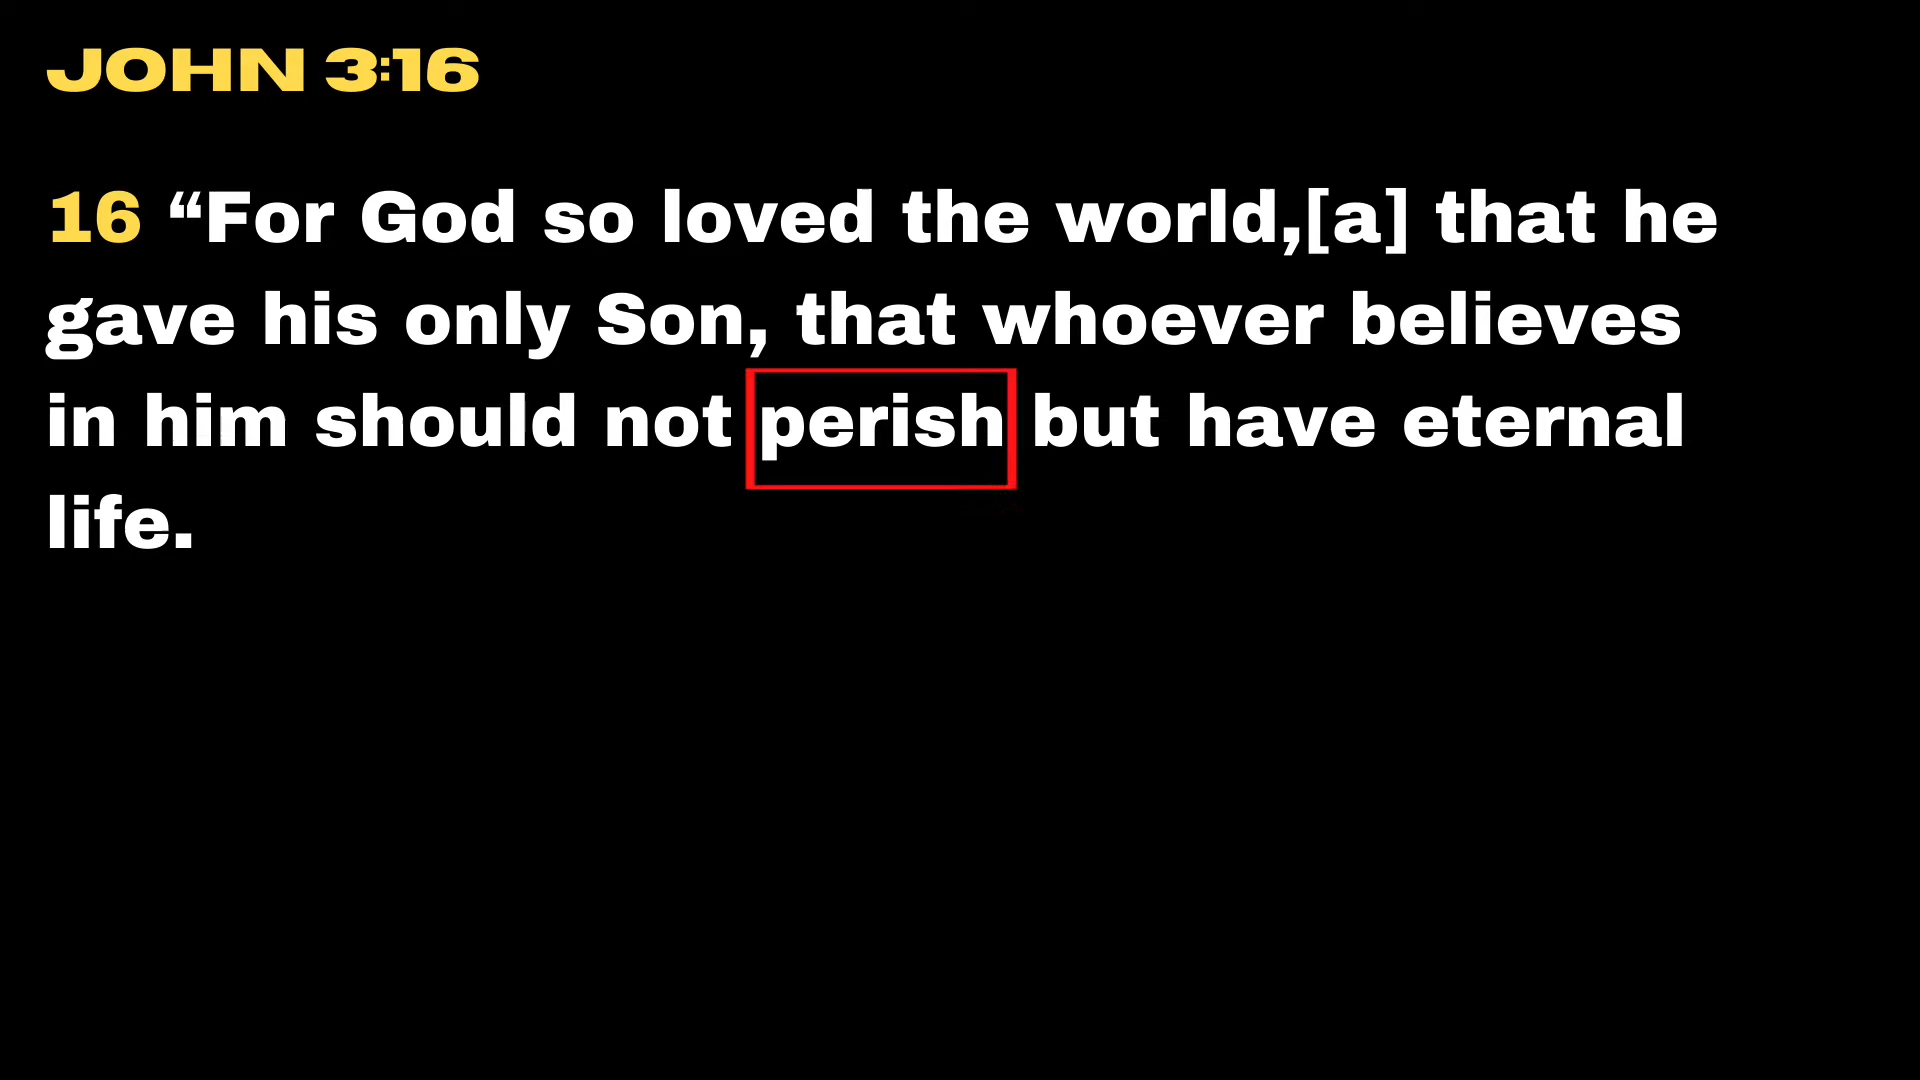 JOHN 3:16
16 “For God so loved the world,[a] that he
gave his only Son, that whoever believes
in him should not perish but have eternal
life.